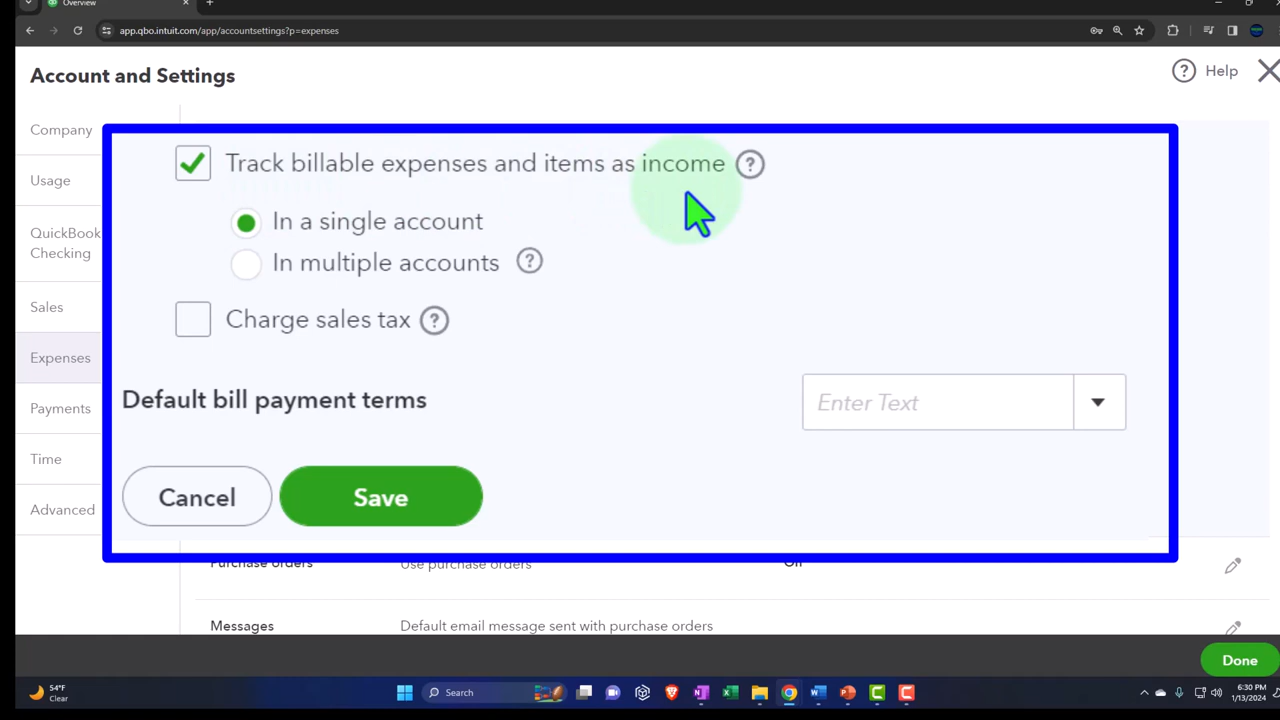 Overview
app.qbo.intuit.com/app/accountsettings?p=expenses
Account and Settings
Help
Company
Usage
QuickBook
Checking
Sales
Expenses
Payments
Time
Advanced
Track billable expenses and items as income
In a single account
In multiple accounts
Charge sales tax
Default bill payment terms
Enter Text
Cancel
Save
Purchase orders
Use purchase orders
Off
Messages
Default email message sent with purchase orders
Done
54°F
Clear
Search
6:30 PM
1/13/2024